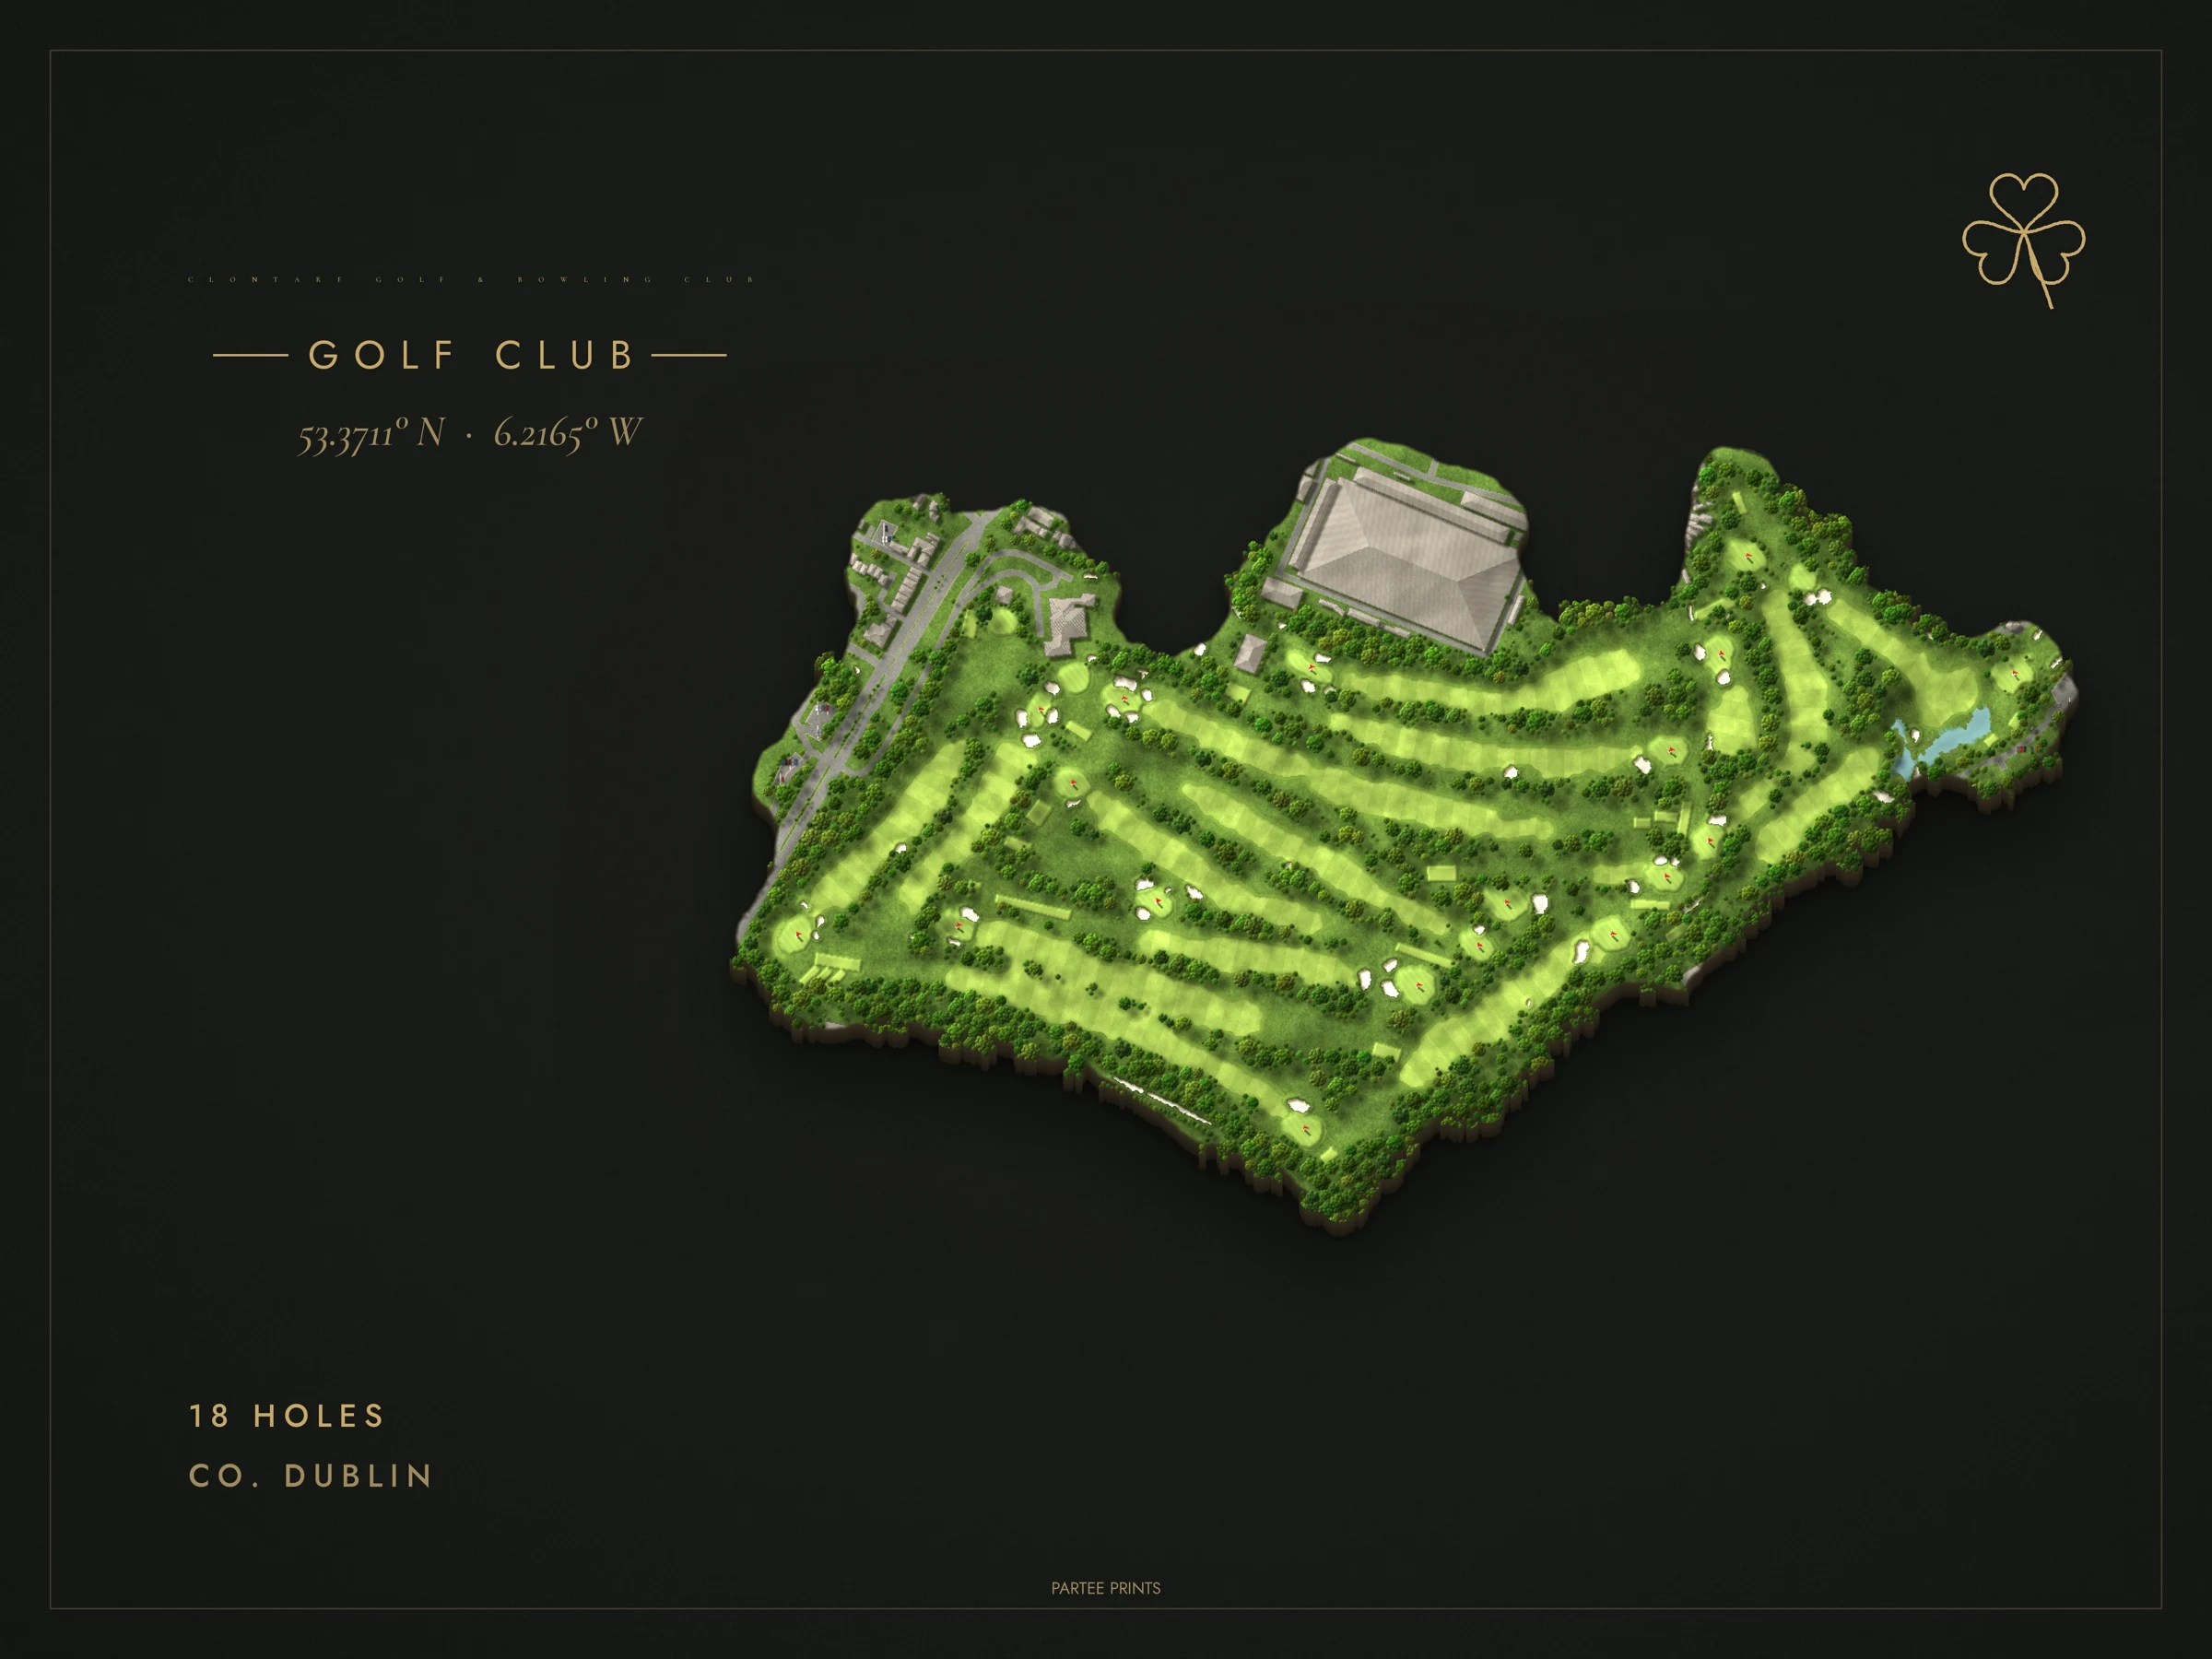 CLONTARF GOLF & BOWLING CLUB
GOLF CLUB
53.3711° N · 6.2165° W
18 HOLES
CO. DUBLIN
PARTEE PRINTS